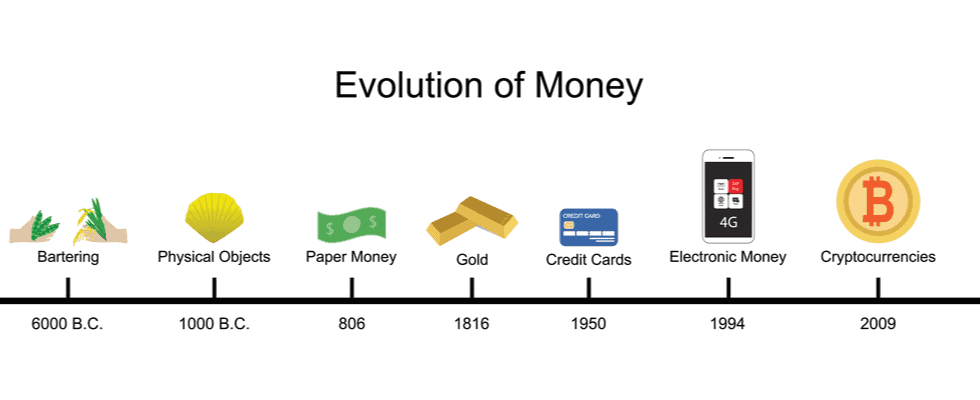 Evolution of Money
CREDIT CARD
4G
Bartering
Physical Objects
Paper Money
Gold
Credit Cards
Electronic Money
Cryptocurrencies
6000 B.C.
1000 B.C.
806
1816
1950
1994
2009